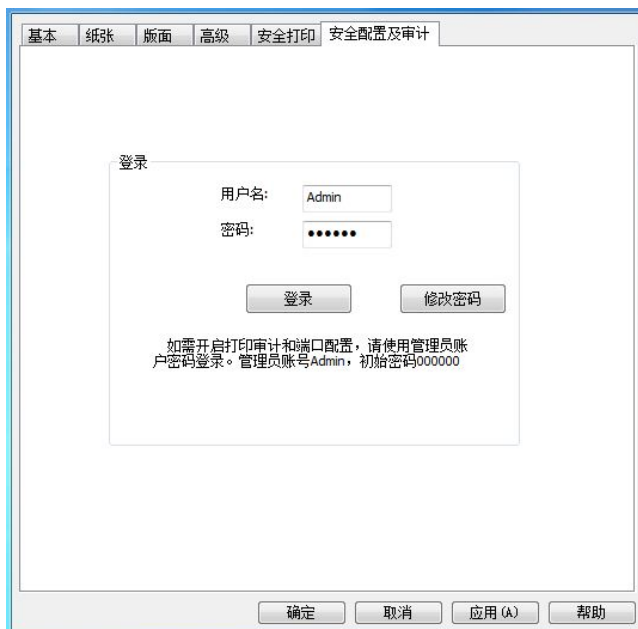 基本 纸张 版面 高级 安全打印 安全配置及审计
登录
用户名: Admin
密码: ●●●●●●
登录 修改密码
如需开启打印审计和端口配置，请使用管理员账
户密码登录。管理员账号Admin，初始密码000000
确定 取消 应用(A) 帮助